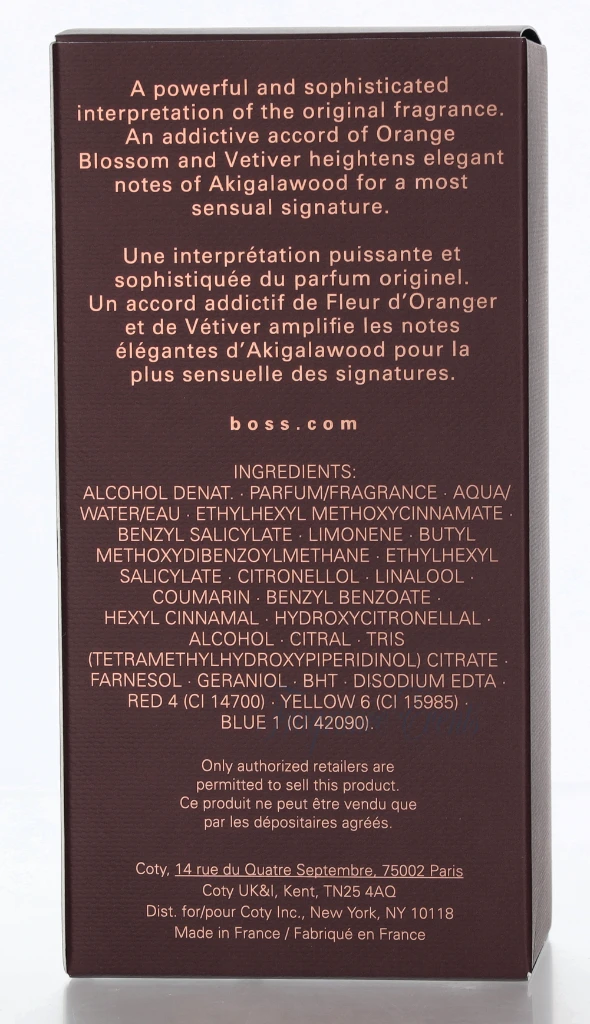 A powerful and sophisticated
interpretation of the original fragrance.
An addictive accord of Orange
Blossom and Vetiver heightens elegant
notes of Akigalawood for a most
sensual signature.
Une interprétation puissante et
sophistiquée du parfum originel.
Un accord addictif de Fleur d'Oranger
et de Vétiver amplifie les notes
élégantes d'Akigalawood pour la
plus sensuelle des signatures.
boss.com
INGREDIENTS:
ALCOHOL DENAT. · PARFUM/FRAGRANCE · AQUA/
WATER/EAU · ETHYLHEXYL METHOXYCINNAMATE ·
BENZYL SALICYLATE · LIMONENE · BUTYL
METHOXYDIBENZOYLMETHANE · ETHYLHEXYL
SALICYLATE · CITRONELLOL · LINALOOL ·
COUMARIN · BENZYL BENZOATE ·
HEXYL CINNAMAL · HYDROXYCITRONELLAL ·
ALCOHOL · CITRAL · TRIS
(TETRAMETHYLHYDROXYPIPERIDINOL) CITRATE ·
FARNESOL · GERANIOL · BHT · DISODIUM EDTA ·
RED 4 (CI 14700) · YELLOW 6 (CI 15985) ·
BLUE 1 (CI 42090).
Only authorized retailers are
permitted to sell this product.
Ce produit ne peut être vendu que
par les dépositaires agréés.
Coty, 14 rue du Quatre Septembre, 75002 Paris
Coty UK&I, Kent, TN25 4AQ
Dist. for/pour Coty Inc., New York, NY 10118
Made in France / Fabriqué en France